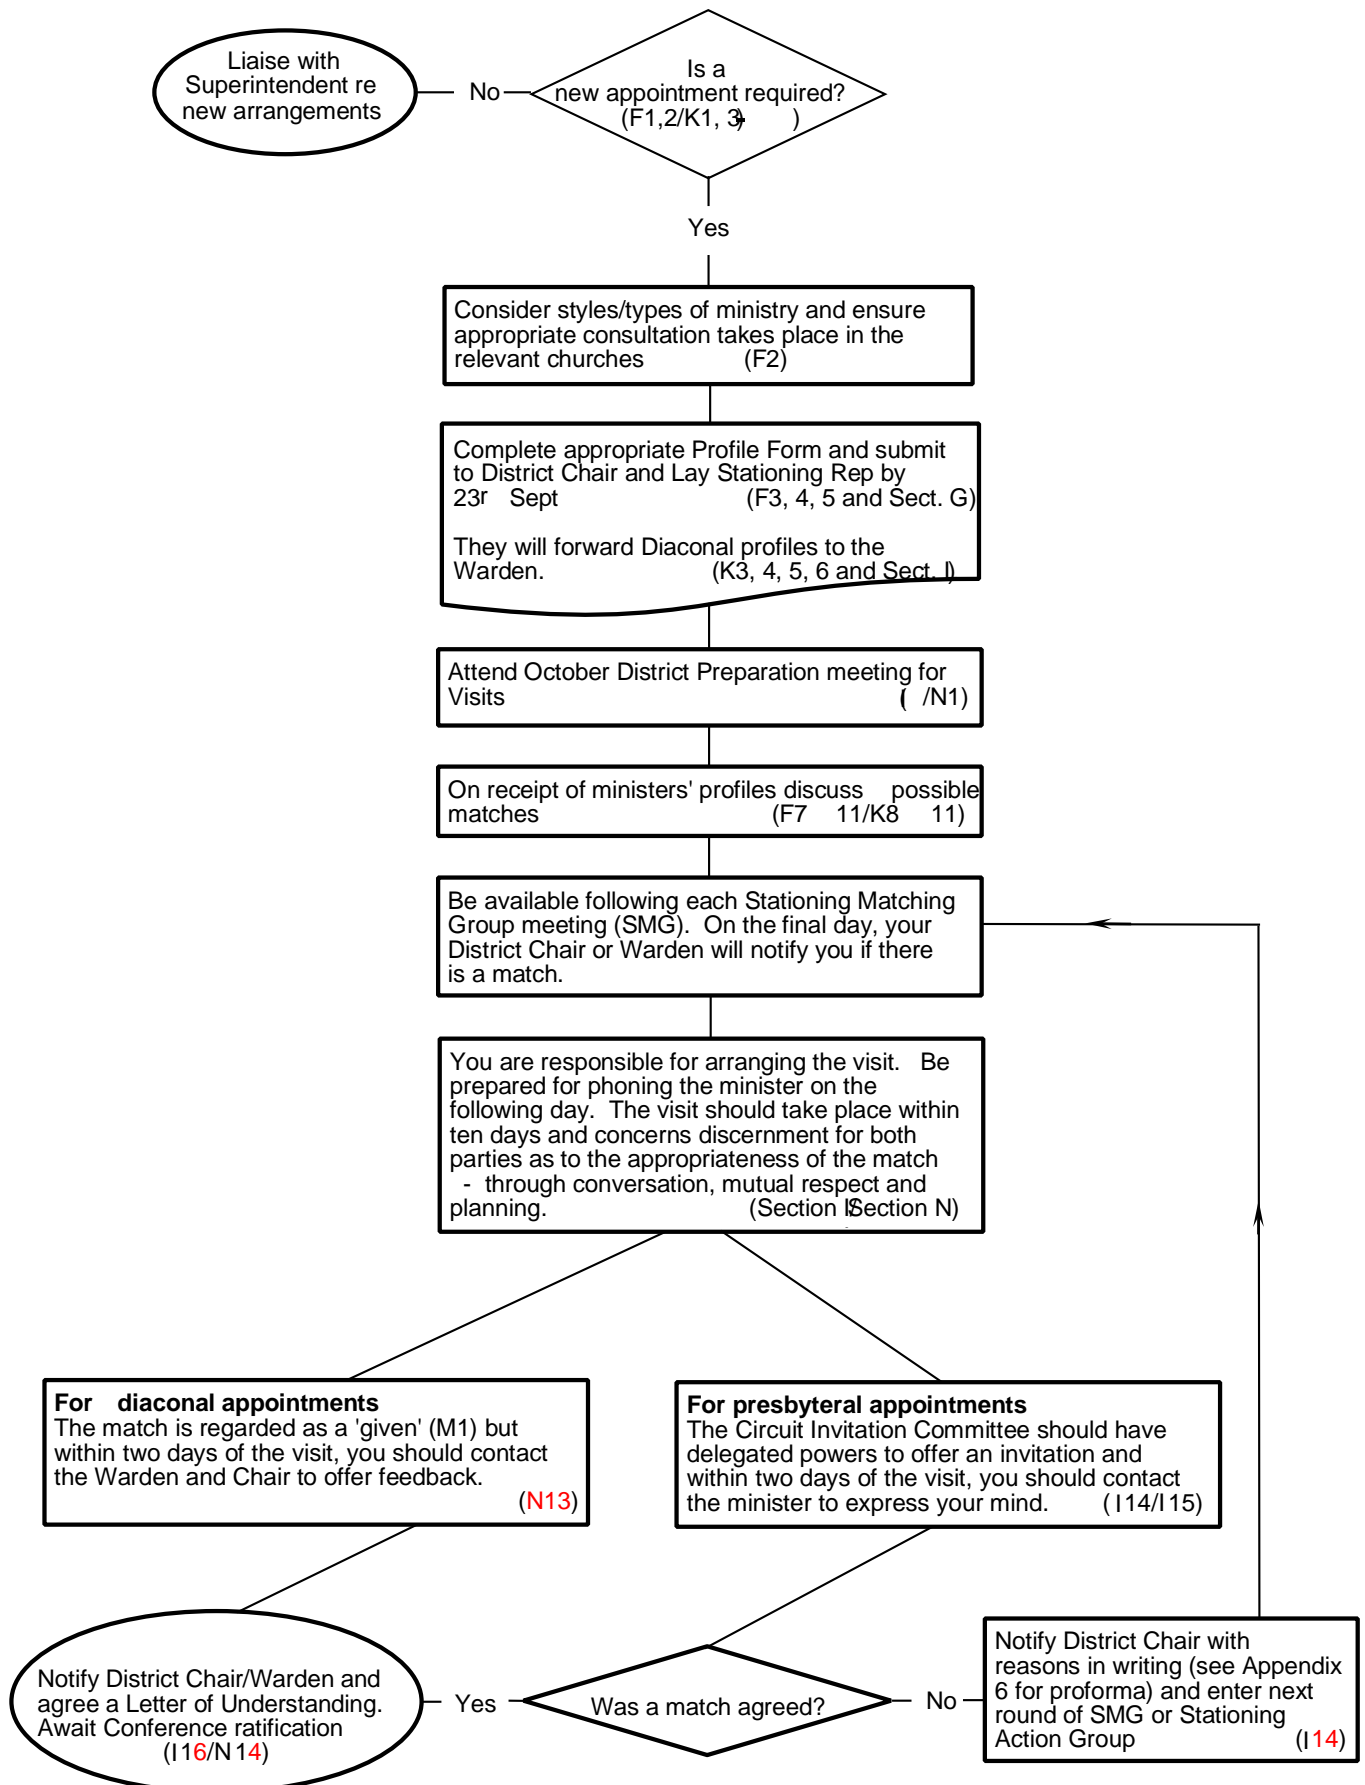 Liaise with
Superintendent re
new arrangements
No
Is a
new appointment required?
(F1,2/K1, 3- )
Yes
Consider styles/types of ministry and ensure
appropriate consultation takes place in the
relevant churches (F2)
Complete appropriate Profile Form and submit
to District Chair and Lay Stationing Rep by
23r Sept (F3, 4, 5 and Sect. G)
They will forward Diaconal profiles to the
Warden. (K3, 4, 5, 6 and Sect. I)
Attend October District Preparation meeting for
Visits ( /N1)
On receipt of ministers' profiles discuss possible
matches (F7 11/K8 11)
Be available following each Stationing Matching
Group meeting (SMG). On the final day, your
District Chair or Warden will notify you if there
is a match.
You are responsible for arranging the visit. Be
prepared for phoning the minister on the
following day. The visit should take place within
ten days and concerns discernment for both
parties as to the appropriateness of the match
- through conversation, mutual respect and
planning. (Section I/Section N)
For diaconal appointments
The match is regarded as a 'given' (M1) but
within two days of the visit, you should contact
the Warden and Chair to offer feedback.
(N13)
For presbyteral appointments
The Circuit Invitation Committee should have
delegated powers to offer an invitation and
within two days of the visit, you should contact
the minister to express your mind. (I14/I15)
Notify District Chair/Warden and
agree a Letter of Understanding.
Await Conference ratification
(I16/N14)
Yes
Was a match agreed?
No
Notify District Chair with
reasons in writing (see Appendix
6 for proforma) and enter next
round of SMG or Stationing
Action Group (I14)